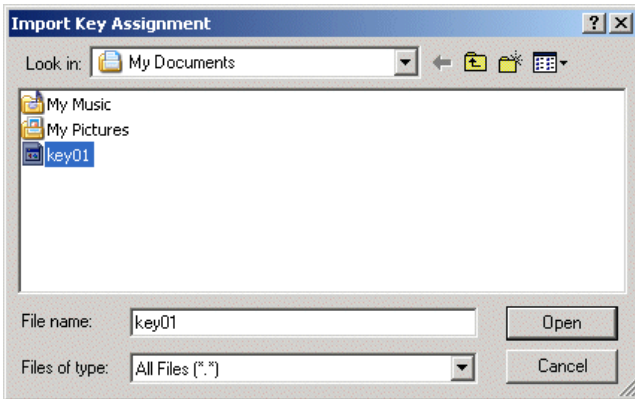 Import Key Assignment
Look in: My Documents
My Music
My Pictures
key01
File name: key01 Open
Files of type: All Files (*.*) Cancel